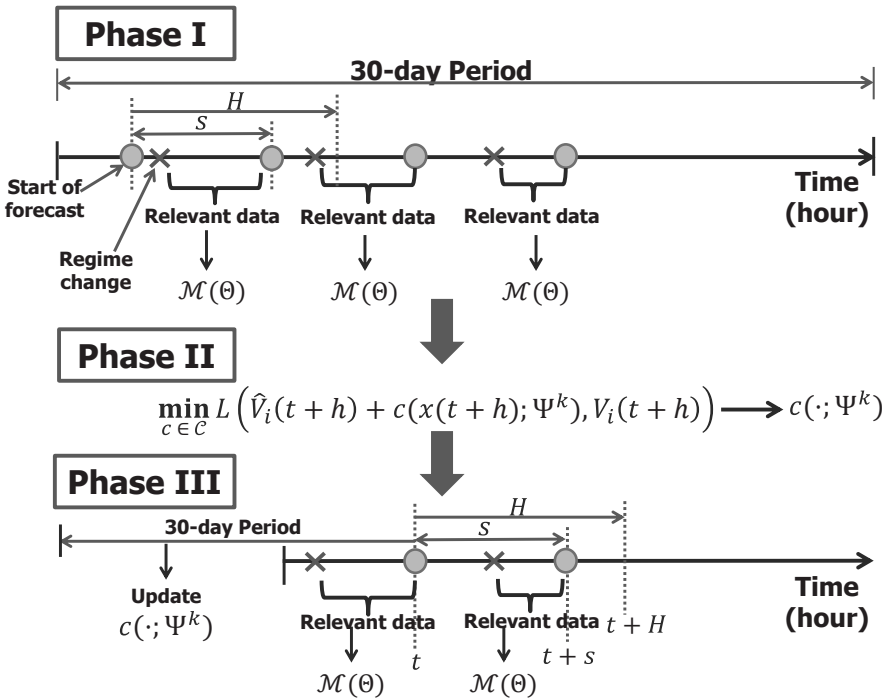 Phase I
30-day Period
H
s
Start of
forecast
Regime
change
Relevant data
Relevant data
Relevant data
Time
(hour)
ℳ(Θ)
ℳ(Θ)
ℳ(Θ)
Phase II
min L (V̂ᵢ(t + h) + c(x(t + h); Ψᵏ), Vᵢ(t + h)) ⟶ c(·; Ψᵏ)
c ∈ 𝒞
Phase III
30-day Period
H
s
Update
c(·; Ψᵏ)
Relevant data
Relevant data
Time
(hour)
t
t + s
t + H
ℳ(Θ)
ℳ(Θ)